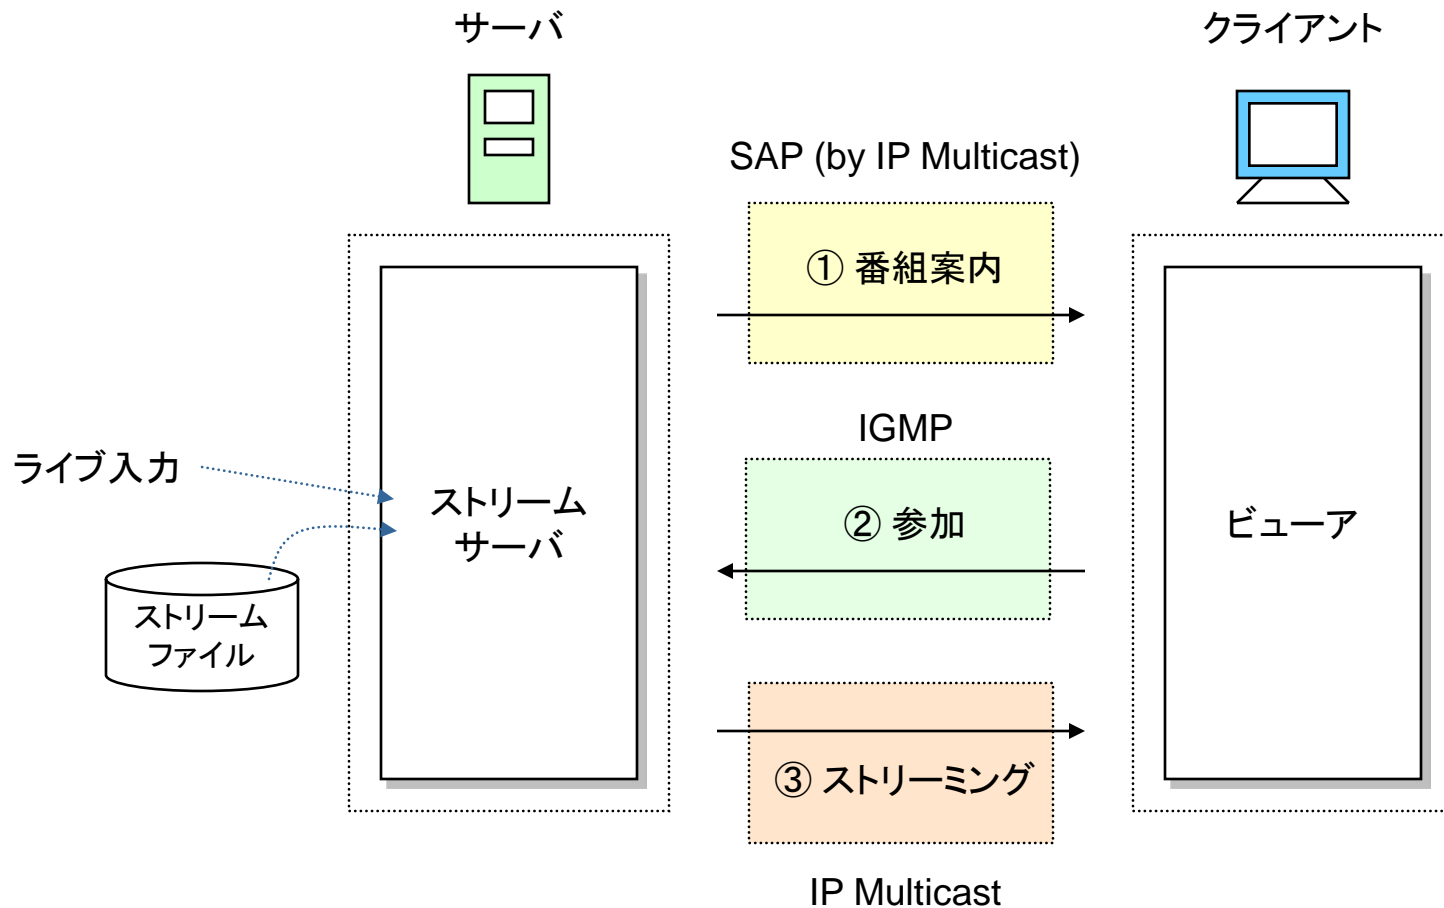 サーバ
クライアント
SAP (by IP Multicast)
① 番組案内
IGMP
ライブ入力
ストリーム
サーバ
② 参加
ビューア
ストリーム
ファイル
③ ストリーミング
IP Multicast